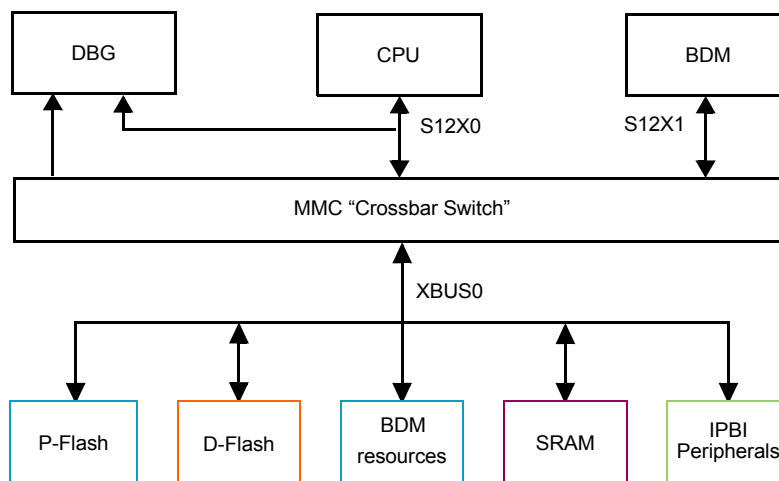 DBG
CPU
BDM
S12X0
S12X1
MMC “Crossbar Switch”
XBUS0
P-Flash
D-Flash
BDM
resources
SRAM
IPBI
Peripherals